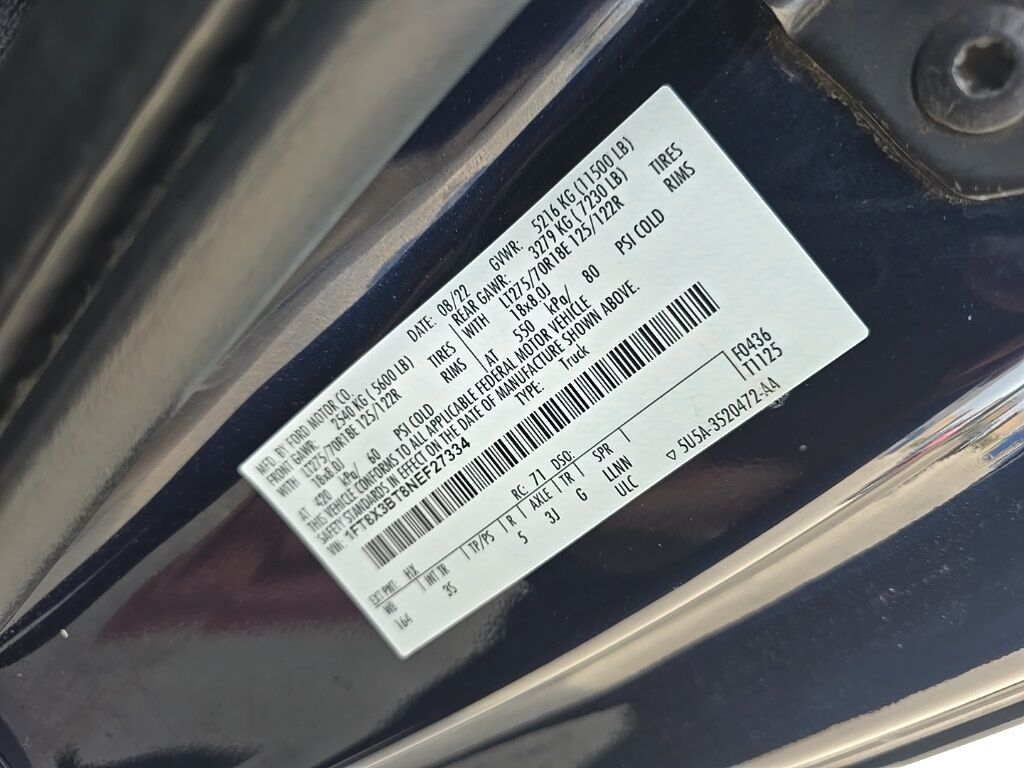 MFD. BY FORD MOTOR CO.
DATE: 08/22 GVWR: 5216 KG (11500 LB)
FRONT GAWR: 2540 KG (5600 LB) REAR GAWR: 3279 KG (7230 LB)
WITH LT275/70R18E 125/122R TIRES WITH LT275/70R18E 125/122R TIRES
18x8.0J RIMS 18x8.0J RIMS
AT 420 kPa/ 60 PSI COLD AT 550 kPa/ 80 PSI COLD
THIS VEHICLE CONFORMS TO ALL APPLICABLE FEDERAL MOTOR VEHICLE
SAFETY STANDARDS IN EFFECT ON THE DATE OF MANUFACTURE SHOWN ABOVE.
VIN: 1FT8X3BT8NEF27334 TYPE: Truck
F0436
T1125
EXT PNT: HX RC: 71 DSO:
WB INT TR TP/PS R AXLE TR SPR
164 3S 5 3J G LLNN
ULC
▽ 5U5A-3520472-AA